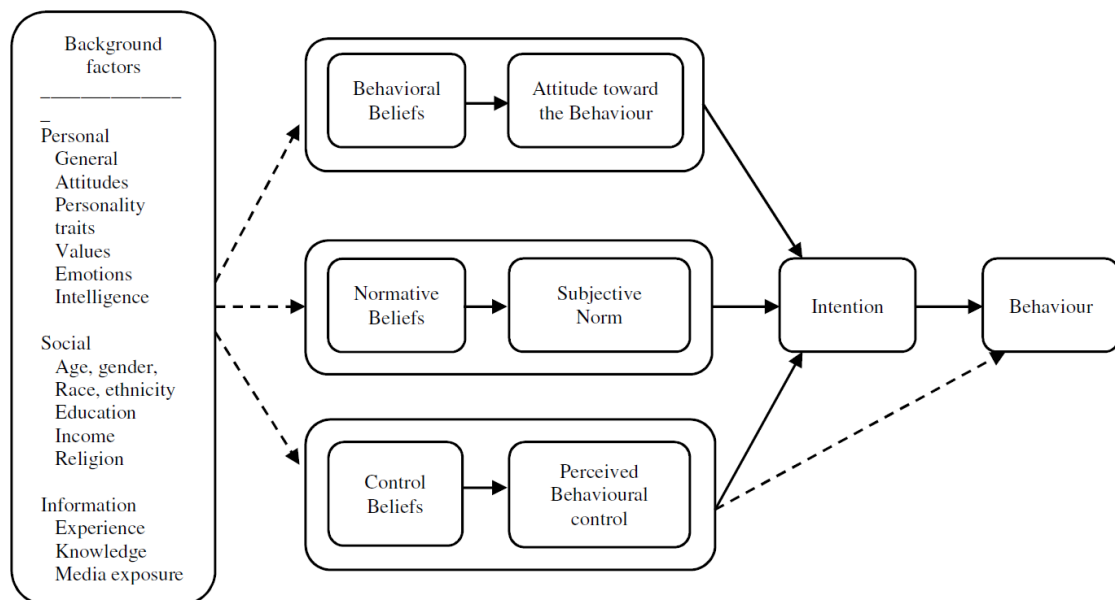 Background
factors
_______________
_
Personal
General
Attitudes
Personality
traits
Values
Emotions
Intelligence
Social
Age, gender,
Race, ethnicity
Education
Income
Religion
Information
Experience
Knowledge
Media exposure
Behavioral
Beliefs
Attitude toward
the Behaviour
Normative
Beliefs
Subjective
Norm
Control
Beliefs
Perceived
Behavioural
control
Intention
Behaviour